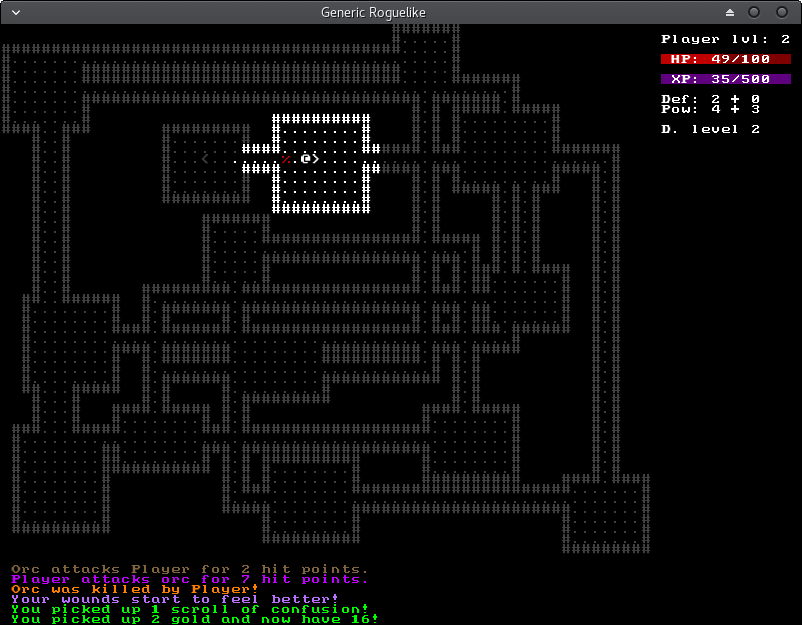 Generic Roguelike
Player lvl: 2
HP: 49/100
XP: 35/500
Def: 2 + 0
Pow: 4 + 3
D. level 2
Orc attacks Player for 2 hit points.
Player attacks orc for 7 hit points.
Orc was killed by Player!
Your wounds start to feel better!
You picked up 1 scroll of confusion!
You picked up 2 gold and now have 16!